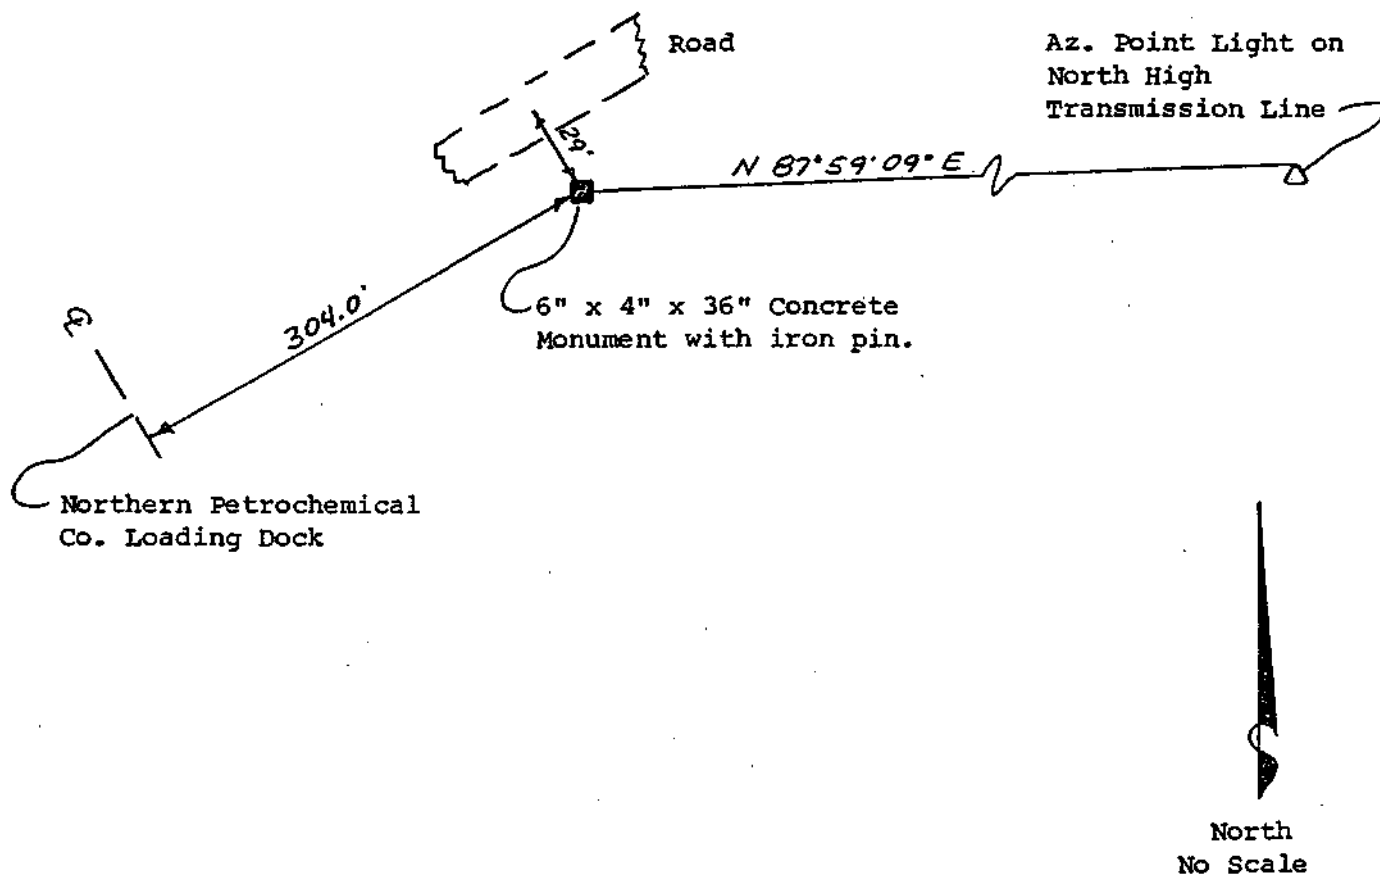 Road
Az. Point Light on
North High
Transmission Line
29'
N 87°59'09" E
304.0'
6" x 4" x 36" Concrete
Monument with iron pin.
℄
Northern Petrochemical
Co. Loading Dock
North
No Scale